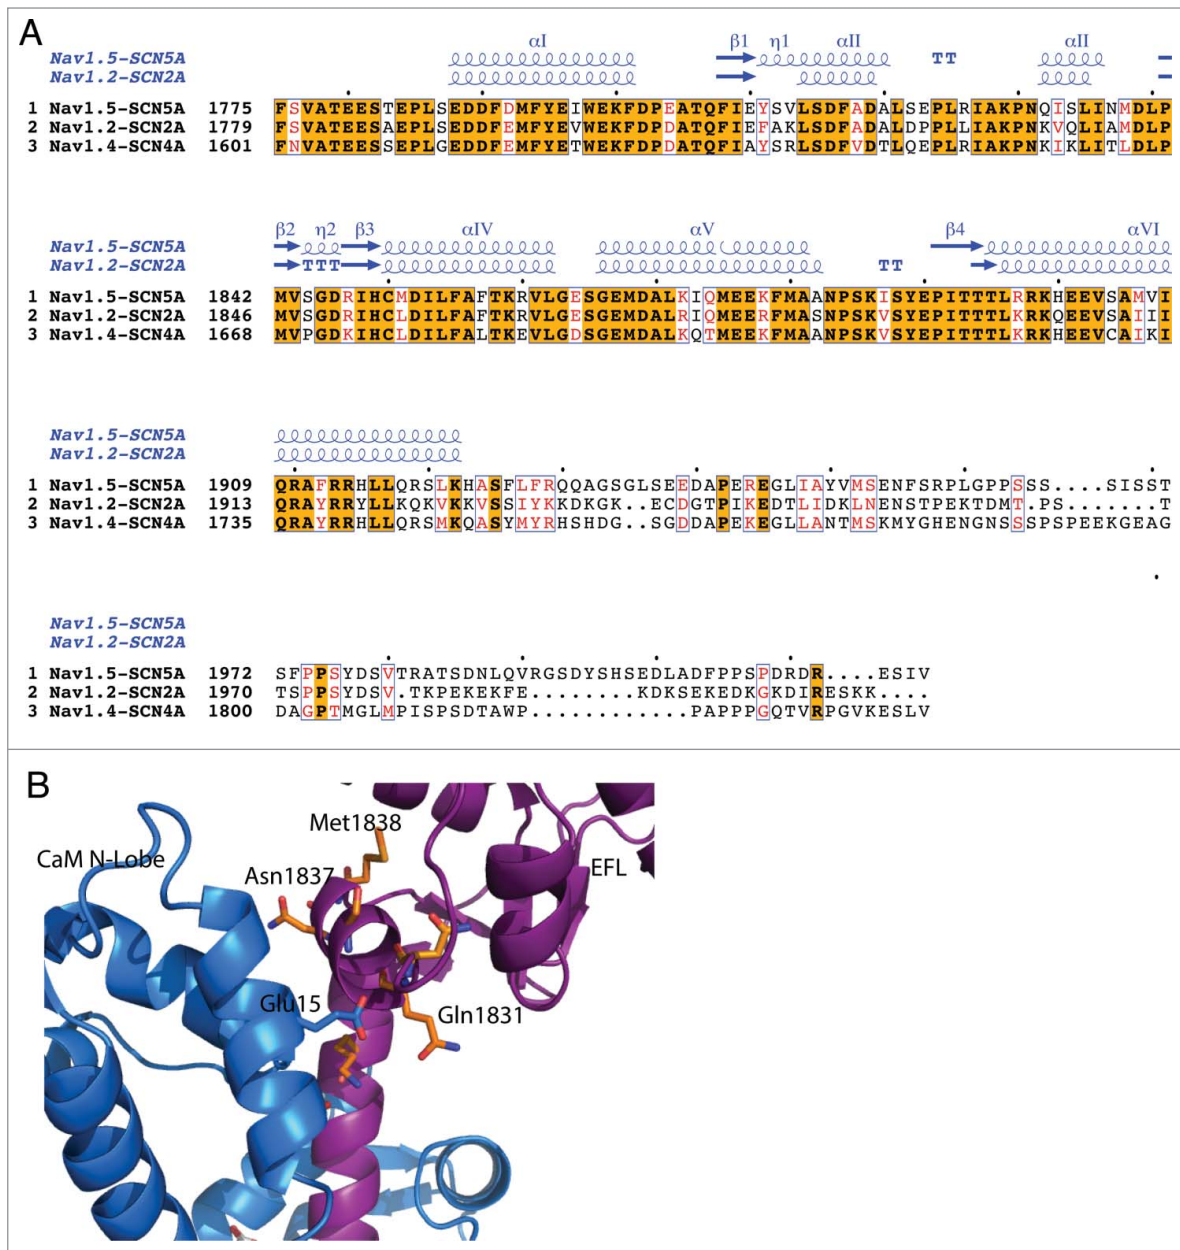 A
αI β1 η1 αII TT αII
Nav1.5-SCN5A
Nav1.2-SCN2A
1 Nav1.5-SCN5A 1775 FSVATEESTEPLSEDDFDMFYEIWEKFDPEATQFIEYSVLSDFADALSEPLRIAKPNQISLINMDLP
2 Nav1.2-SCN2A 1779 FSVATEESAEPLSEDDFEMFYEVWEKFDPDATQFIEFAKLSDFADALDPPLLIAKPNKVQLIAMDLP
3 Nav1.4-SCN4A 1601 FNVATEESSEPLGEDDFEMFYETWEKFDPDATQFIAYSRLSDFVDTLQEPLRIAKPNKIKLITLDLP
β2 η2 β3 αIV αV β4 αVI
Nav1.5-SCN5A
Nav1.2-SCN2A TTT TT
1 Nav1.5-SCN5A 1842 MVSGDRIHCMDILFAFTKRVLGESGEMDALKIQMEEKFMAANPSKISYEPITTTLRRKHEEVSAMVI
2 Nav1.2-SCN2A 1846 MVSGDRIHCLDILFAFTKRVLGESGEMDALRIQMEERFMASNPSKVSYEPITTTLKRKQEEVSAIII
3 Nav1.4-SCN4A 1668 MVPGDKIHCLDILFALTKEVLGDSGEMDALKQTMEEKFMAANPSKVSYEPITTTLKRKHEEVCAIKI
Nav1.5-SCN5A
Nav1.2-SCN2A
1 Nav1.5-SCN5A 1909 QRAFRRHLLQRSLKHASFLFRQQAGSGLSEEDAPEREGLIAYVMSENFSRPLGPPSSS....SISST
2 Nav1.2-SCN2A 1913 QRAYRRYLLKQKVKKVSSIYKKDKGK..ECDGTPIKEDTLIDKLNENSTPEKTDMT.PS.......T
3 Nav1.4-SCN4A 1735 QRAYRRHLLQRSMKQASYMYRHSHDG..SGDDAPEKEGLLANTMSKMYGHENGNSSSPSPEEKGEAG
Nav1.5-SCN5A
Nav1.2-SCN2A
1 Nav1.5-SCN5A 1972 SFPPSYDSVTRATSDNLQVRGSDYSHSEDLADFPPSPDRDR....ESIV
2 Nav1.2-SCN2A 1970 TSPPSYDSV.TKPEKEKFE........KDKSEKEDKGKDIRESKK....
3 Nav1.4-SCN4A 1800 DAGPTMGLMPISPSDTAWP............PAPPPGQTVRPGVKESLV
B
Met1838
CaM N-Lobe
EFL
Asn1837
Glu15
Gln1831